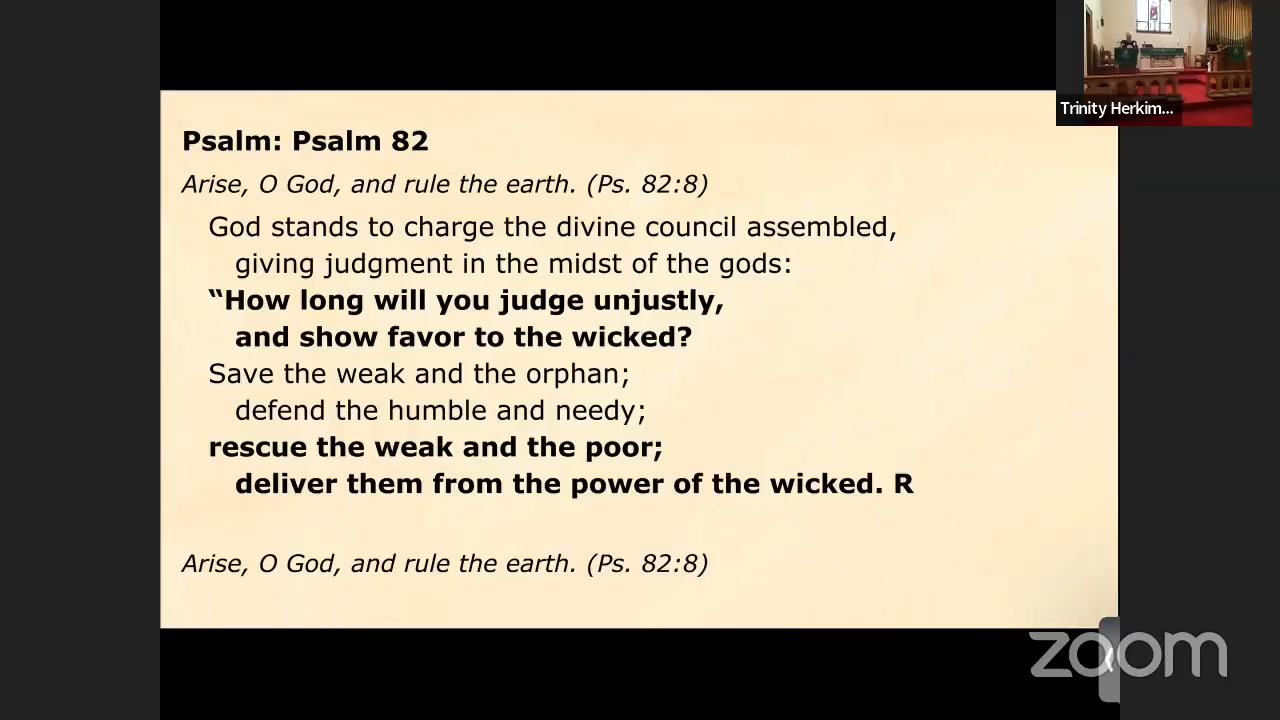 Psalm: Psalm 82
Arise, O God, and rule the earth. (Ps. 82:8)
God stands to charge the divine council assembled,
giving judgment in the midst of the gods:
“How long will you judge unjustly,
and show favor to the wicked?
Save the weak and the orphan;
defend the humble and needy;
rescue the weak and the poor;
deliver them from the power of the wicked. R
Arise, O God, and rule the earth. (Ps. 82:8)
Trinity Herkim...
zoom